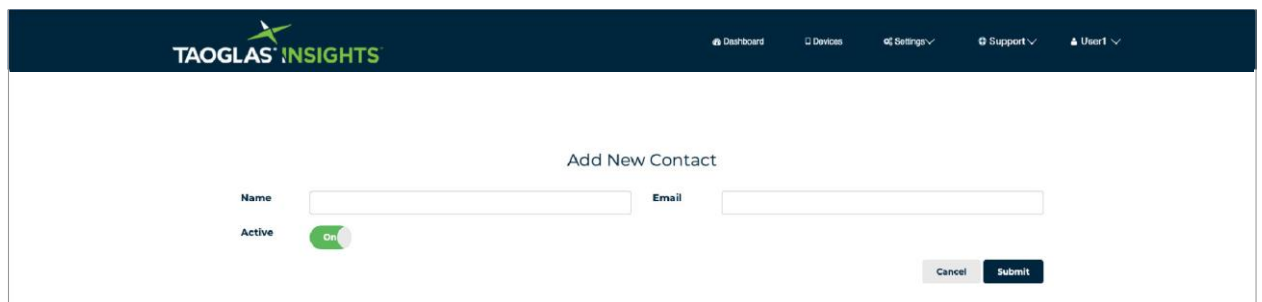 TAOGLAS INSIGHTS
Dashboard Devices Settings Support User1
Add New Contact
Name Email
Active On
Cancel Submit